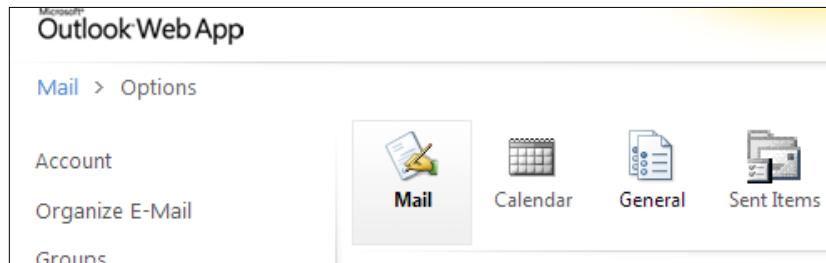 Microsoft®
Outlook Web App
Mail > Options
Account
Organize E-Mail
Groups
Mail
Calendar
General
Sent Items